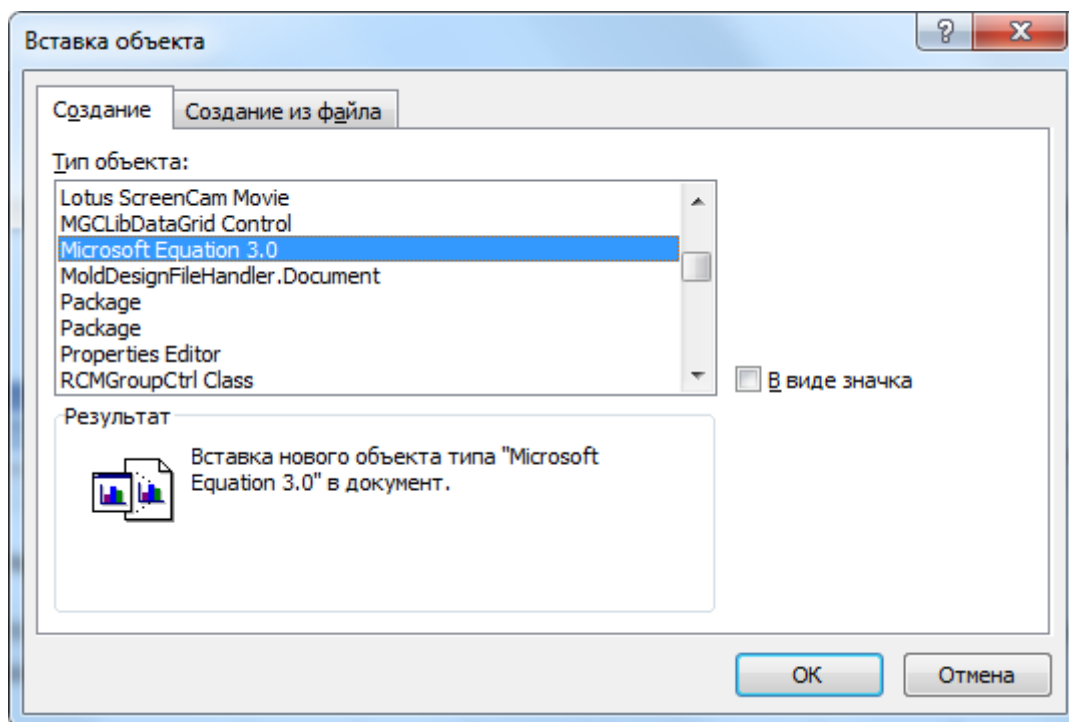 Вставка объекта
Создание
Создание из файла
Тип объекта:
Lotus ScreenCam Movie
MGCLibDataGrid Control
Microsoft Equation 3.0
MoldDesignFileHandler.Document
Package
Package
Properties Editor
RCMGroupCtrl Class
В виде значка
Результат
Вставка нового объекта типа "Microsoft
Equation 3.0" в документ.
ОК
Отмена